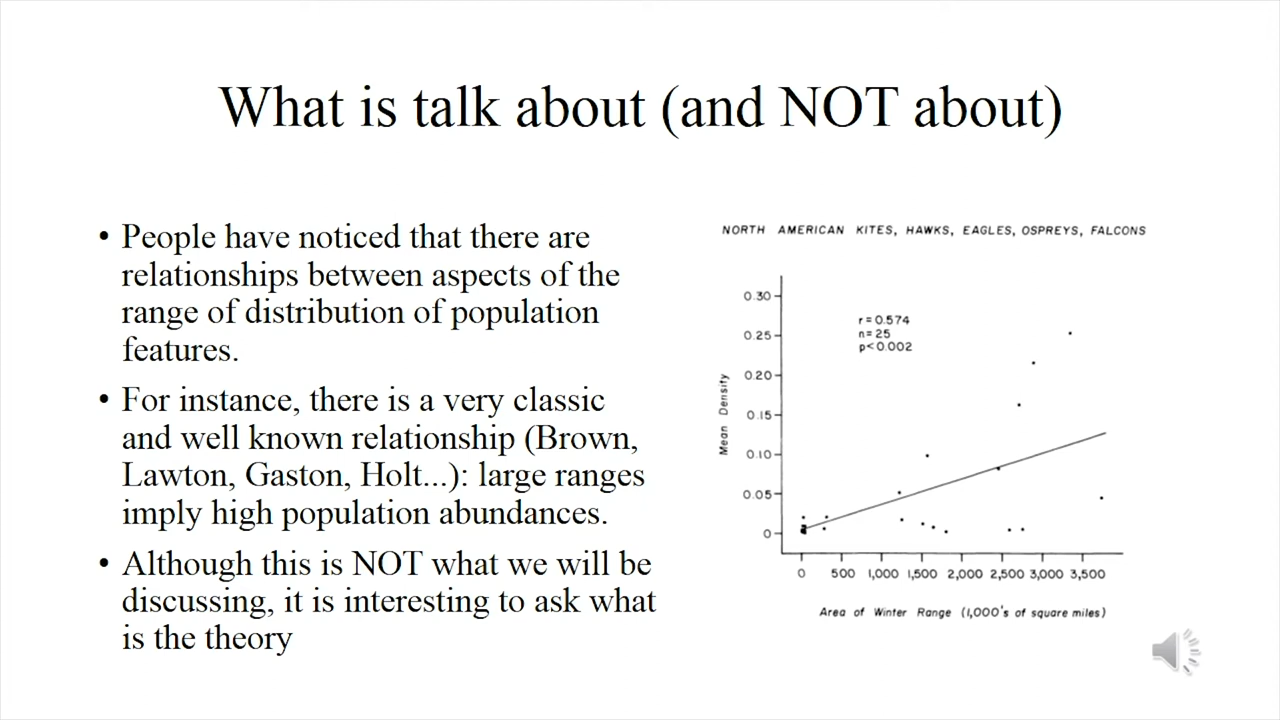 What is talk about (and NOT about)
• People have noticed that there are
relationships between aspects of the
range of distribution of population
features.
• For instance, there is a very classic
and well known relationship (Brown,
Lawton, Gaston, Holt...): large ranges
imply high population abundances.
• Although this is NOT what we will be
discussing, it is interesting to ask what
is the theory
NORTH AMERICAN KITES, HAWKS, EAGLES, OSPREYS, FALCONS
r=0.574
n=25
p<0.002
Mean Density
0.30
0.25
0.20
0.15
0.10
0.05
0
0 500 1,000 1,500 2,000 2,500 3,000 3,500
Area of Winter Range (1,000's of square miles)